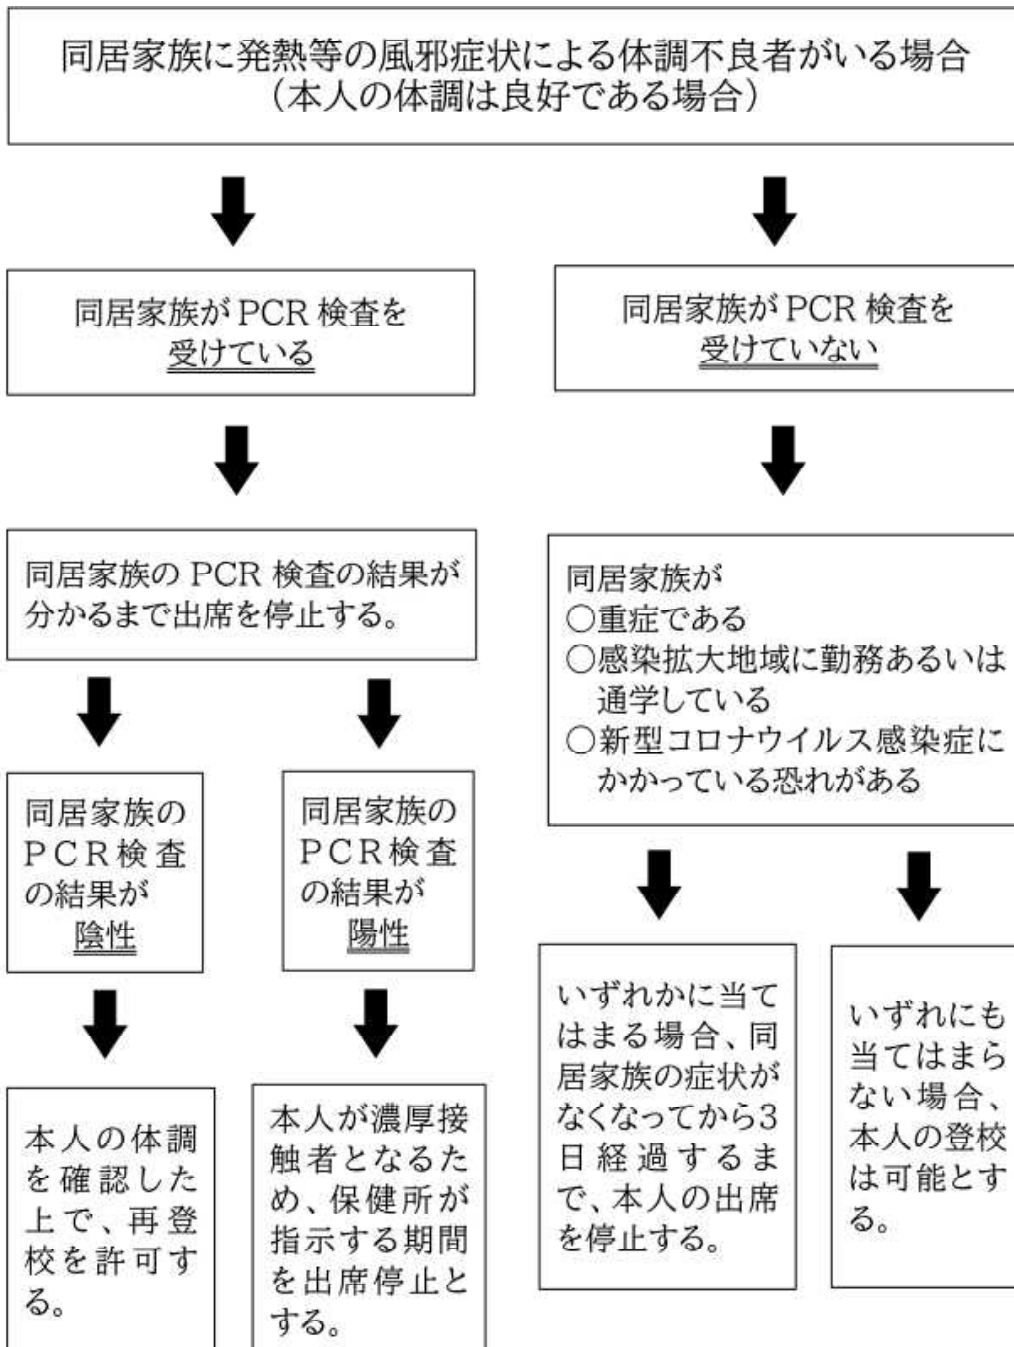 同居家族に発熱等の風邪症状による体調不良者がいる場合
（本人の体調は良好である場合）
同居家族が PCR 検査を
受けている
同居家族が PCR 検査を
受けていない
同居家族の PCR 検査の結果が
分かるまで出席を停止する。
同居家族が
○重症である
○感染拡大地域に勤務あるいは
通学している
○新型コロナウイルス感染症に
かかっている恐れがある
同居家族の
PCR検査
の結果が
陰性
同居家族の
PCR検査
の結果が
陽性
いずれかに当て
はまる場合、同
居家族の症状が
なくなってから3
日経過するま
で、本人の出席
を停止する。
いずれにも
当てはまら
ない場合、
本人の登校
は可能とす
る。
本人の体調
を確認した
上で、再登
校を許可す
る。
本人が濃厚接
触者となるた
め、保健所が
指示する期間
を出席停止と
する。